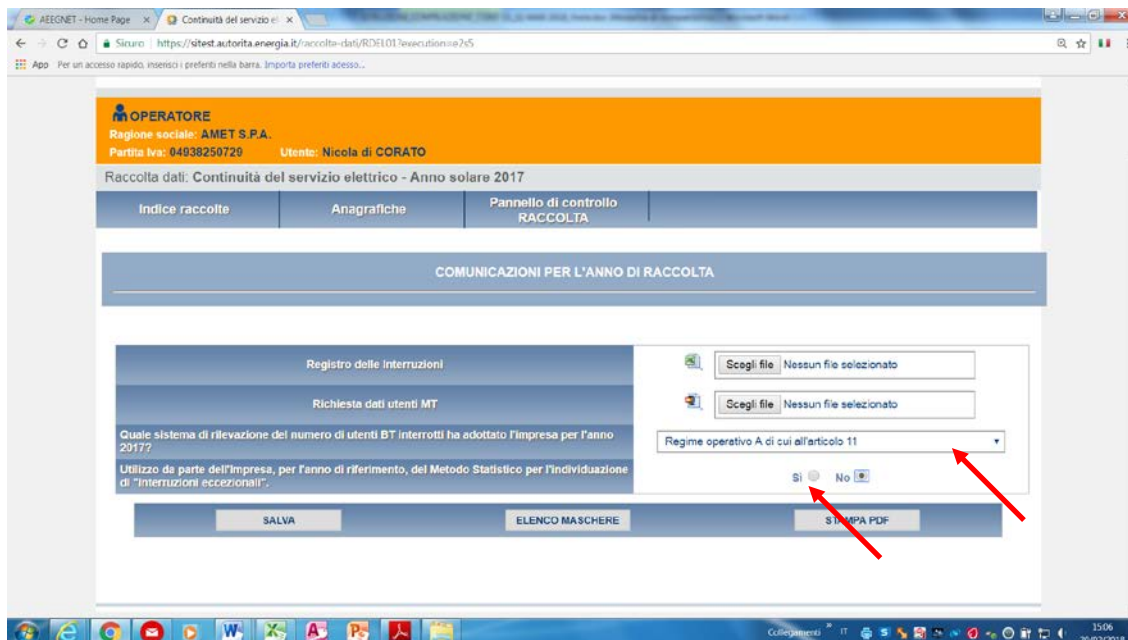 AEEGNET - Home Page
Continuità del servizio el
Sicuro https://sitest.autorita.energia.it/raccolte-dati/RDEL01?execution=e2s5
App Per un accesso rapido, inserisci i preferiti nella barra. Importa preferiti adesso...
OPERATORE
Ragione sociale: AMET S.P.A.
Partita Iva: 04938250729 Utente: Nicola di CORATO
Raccolta dati: Continuità del servizio elettrico - Anno solare 2017
Indice raccolte Anagrafiche Pannello di controllo
RACCOLTA
COMUNICAZIONI PER L'ANNO DI RACCOLTA
Registro delle Interruzioni Scegli file Nessun file selezionato
Richiesta dati utenti MT Scegli file Nessun file selezionato
Quale sistema di rilevazione del numero di utenti BT interrotti ha adottato l'impresa per l'anno
2017?
Regime operativo A di cui all'articolo 11
Utilizzo da parte dell'Impresa, per l'anno di riferimento, del Metodo Statistico per l'individuazione
di "Interruzioni eccezionali".
Sì No
SALVA ELENCO MASCHERE STAMPA PDF
Collegamenti IT 15:06
20/02/2018